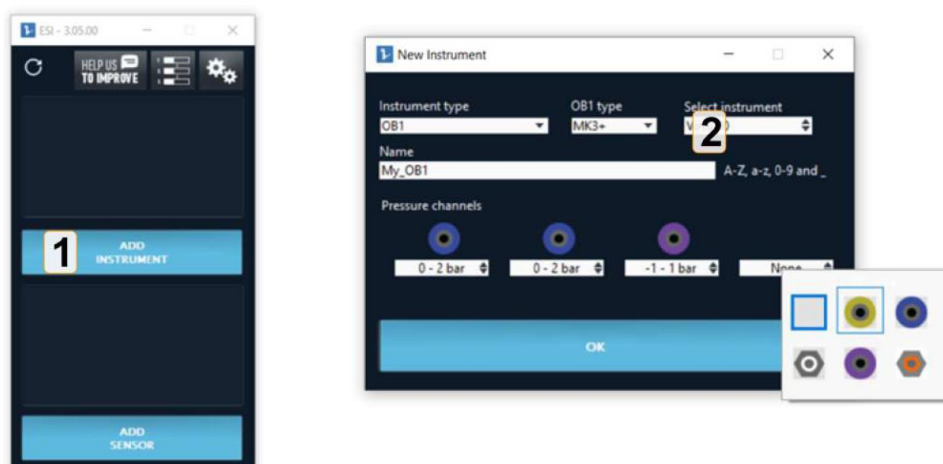 ESI - 3.05.00
HELP US
TO IMPROVE
1
ADD
INSTRUMENT
ADD
SENSOR
New Instrument
Instrument type
OB1 type
Select instrument
OB1
MK3+
2
Name
My_OB1
A-Z, a-z, 0-9 and _
Pressure channels
0 - 2 bar
0 - 2 bar
-1 - 1 bar
None
OK